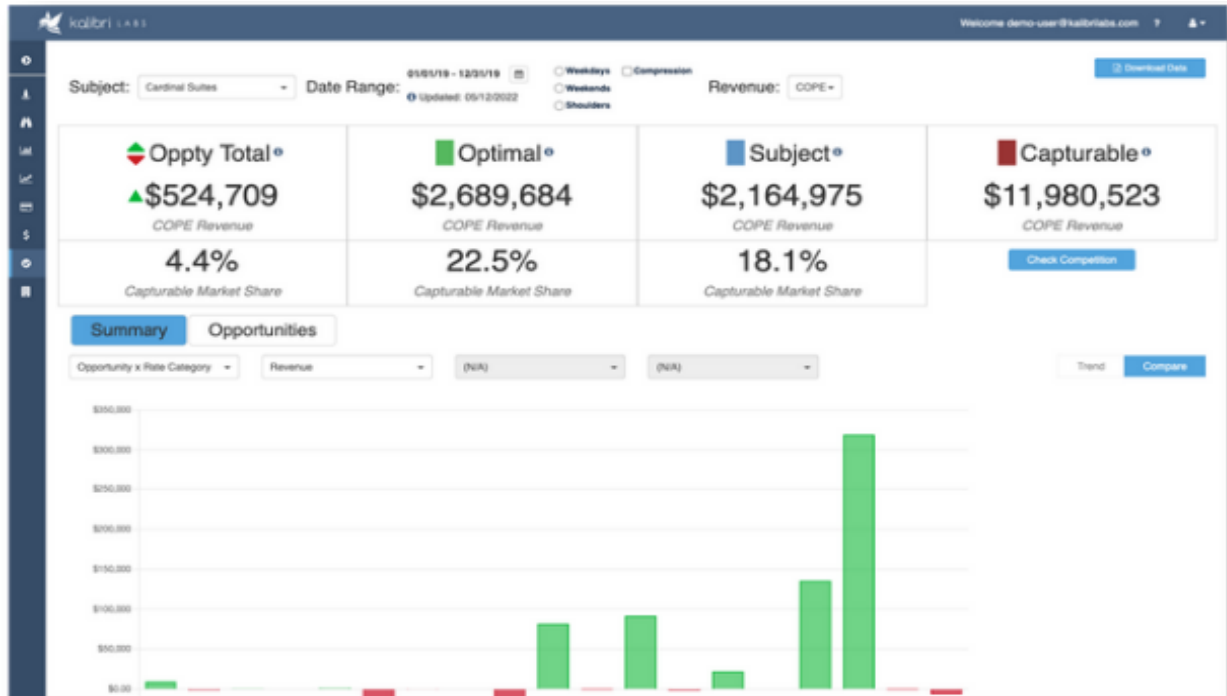 kalibri LABS
Welcome demo-user@kalibrilabs.com ?
Subject: Cardinal Suites
Date Range: 01/01/19 - 12/31/19
Updated: 05/12/2022
Weekdays Compression
Weekends
Shoulders
Revenue: COPE
Download Data
Oppty Total
$524,709
COPE Revenue
4.4%
Capturable Market Share
Optimal
$2,689,684
COPE Revenue
22.5%
Capturable Market Share
Subject
$2,164,975
COPE Revenue
18.1%
Capturable Market Share
Capturable
$11,980,523
COPE Revenue
Check Competition
Summary Opportunities
Opportunity x Rate Category Revenue (N/A) (N/A) Trend Compare
$350,000
$300,000
$250,000
$200,000
$150,000
$100,000
$50,000
$0.00